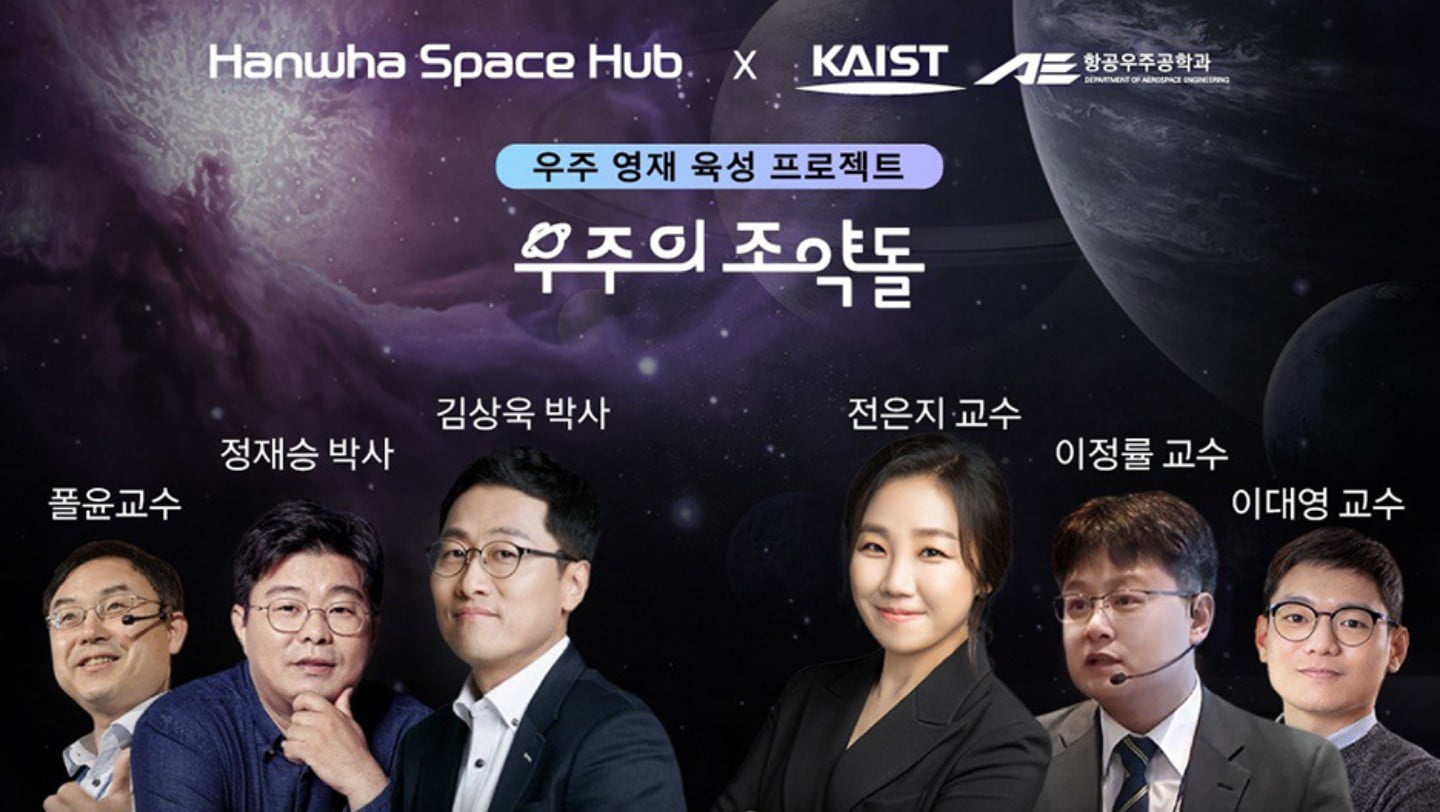 Hanwha Space Hub X KAIST AE 항공우주공학과
DEPARTMENT OF AEROSPACE ENGINEERING
우주 영재 육성 프로젝트
우주의 조약돌
폴윤교수
정재승 박사
김상욱 박사
전은지 교수
이정률 교수
이대영 교수